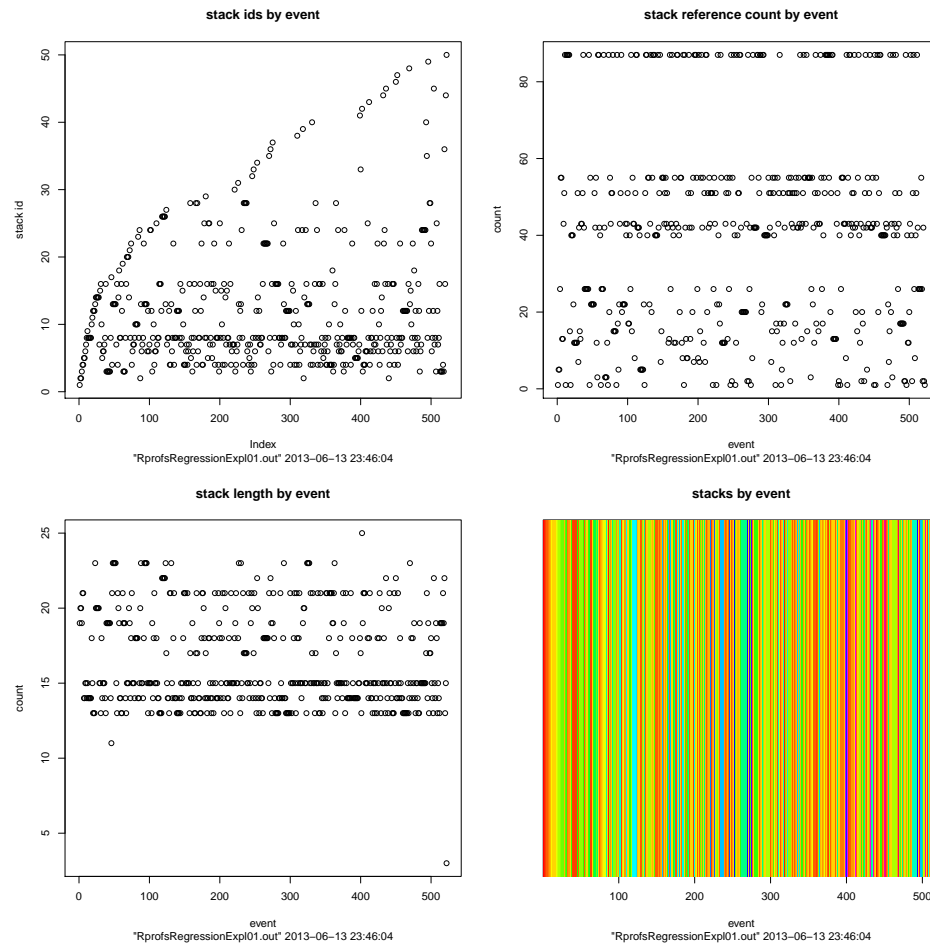 stack ids by event
50
40
30
20
10
0
stack id
0 100 200 300 400 500
Index
"RprofsRegressionExpl01.out" 2013−06−13 23:46:04
stack reference count by event
80
60
40
20
0
count
0 100 200 300 400 500
event
"RprofsRegressionExpl01.out" 2013−06−13 23:46:04
stack length by event
25
20
15
10
5
count
0 100 200 300 400 500
event
"RprofsRegressionExpl01.out" 2013−06−13 23:46:04
stacks by event
100 200 300 400 500
event
"RprofsRegressionExpl01.out" 2013−06−13 23:46:04